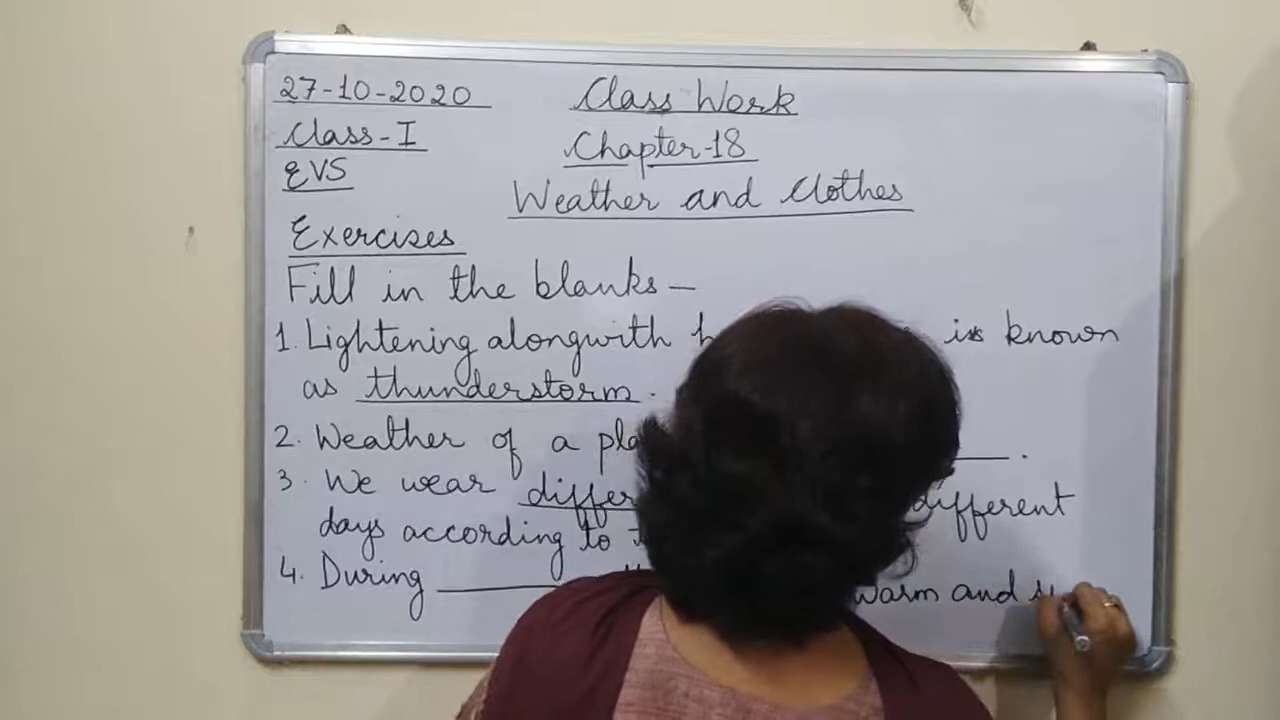 27-10-2020 Class Work
Class-I Chapter-18
EVS
Weather and Clothes
Exercises
Fill in the blanks –
1. Lightening alongwith is known
as thunderstorm.
2. Weather of a ______.
3. We wear different
days according to
4. During ______ warm and